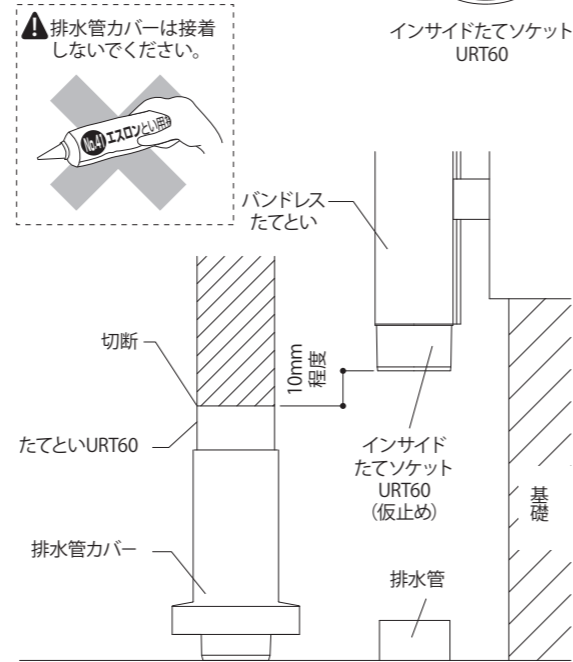 排水管カバーは接着
しないでください。
No.41 エスロンとい用
インサイドたてソケット
URT60
バンドレス
たてとい
切断
10mm
程度
たてといURT60
インサイド
たてソケット
URT60
（仮止め）
基礎
排水管カバー
排水管